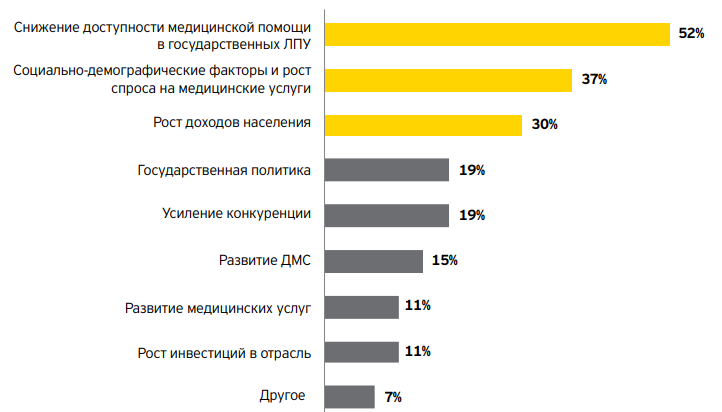 Снижение доступности медицинской помощи
в государственных ЛПУ
52%
Социально-демографические факторы и рост
спроса на медицинские услуги
37%
Рост доходов населения
30%
Государственная политика
19%
Усиление конкуренции
19%
Развитие ДМС
15%
Развитие медицинских услуг
11%
Рост инвестиций в отрасль
11%
Другое
7%